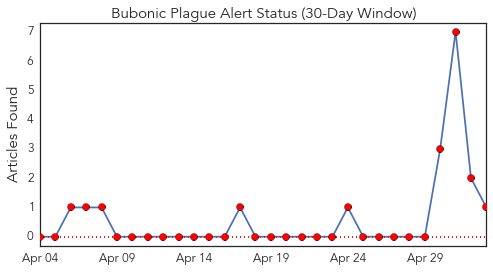 Bubonic Plague Alert Status (30-Day Window)
Articles Found
7
6
5
4
3
2
1
0
Apr 04 Apr 09 Apr 14 Apr 19 Apr 24 Apr 29